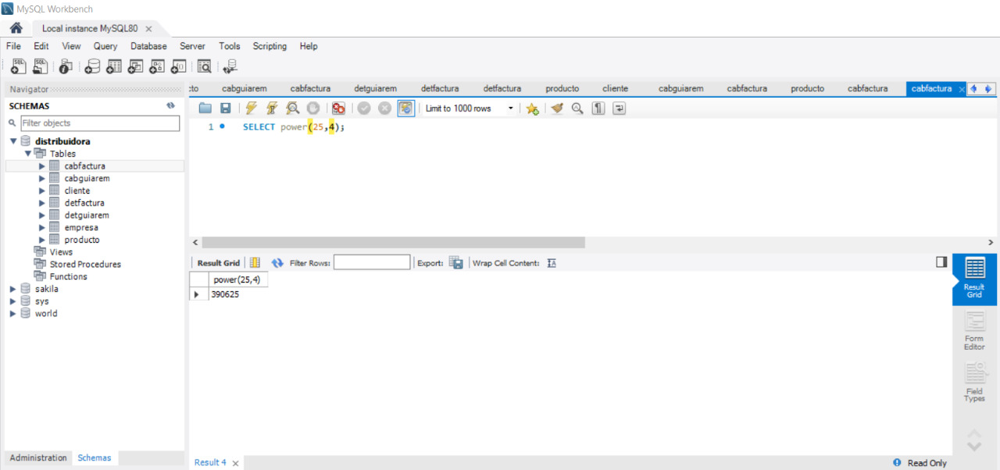 MySQL Workbench
Local instance MySQL80
File Edit View Query Database Server Tools Scripting Help
Navigator
SCHEMAS
Filter objects
distribuidora
Tables
cabfactura
cabguiarem
cliente
detfactura
detguiarem
empresa
producto
Views
Stored Procedures
Functions
sakila
sys
world
Administration Schemas
:to cabguiarem cabfactura detguiarem detfactura detfactura producto cliente cabguiarem cabfactura producto cabfactura cabfactura
Limit to 1000 rows
1 SELECT power(25,4);
Result Grid Filter Rows: Export: Wrap Cell Content:
power(25,4)
390625
Result Grid
Form Editor
Field Types
Result 4
Read Only